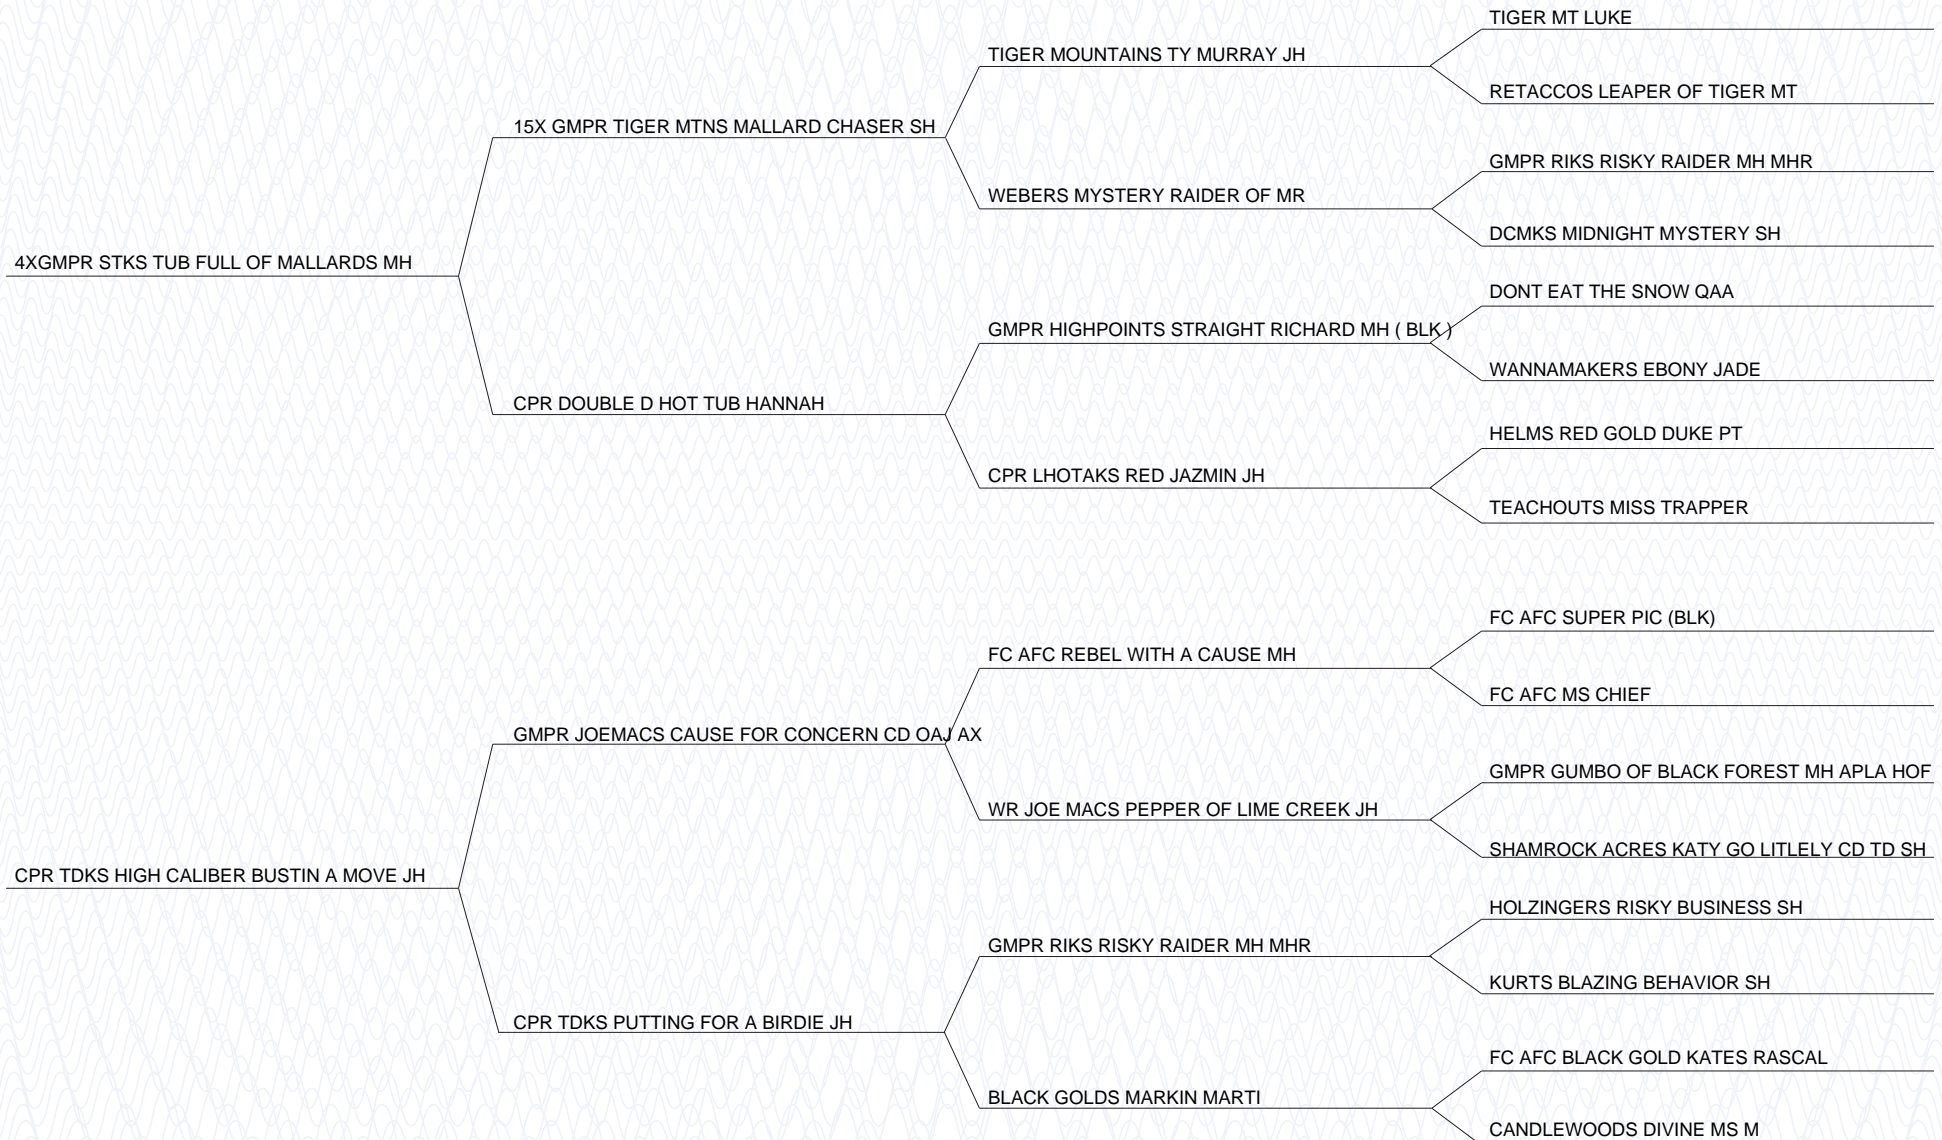 4XGMPR STKS TUB FULL OF MALLARDS MH
15X GMPR TIGER MTNS MALLARD CHASER SH
TIGER MOUNTAINS TY MURRAY JH
TIGER MT LUKE
RETACCOS LEAPER OF TIGER MT
WEBERS MYSTERY RAIDER OF MR
GMPR RIKS RISKY RAIDER MH MHR
DCMKS MIDNIGHT MYSTERY SH
CPR DOUBLE D HOT TUB HANNAH
GMPR HIGHPOINTS STRAIGHT RICHARD MH ( BLK )
DONT EAT THE SNOW QAA
WANNAMAKERS EBONY JADE
CPR LHOTAKS RED JAZMIN JH
HELMS RED GOLD DUKE PT
TEACHOUTS MISS TRAPPER
CPR TDKS HIGH CALIBER BUSTIN A MOVE JH
GMPR JOEMACS CAUSE FOR CONCERN CD OAJ AX
FC AFC REBEL WITH A CAUSE MH
FC AFC SUPER PIC (BLK)
FC AFC MS CHIEF
WR JOE MACS PEPPER OF LIME CREEK JH
GMPR GUMBO OF BLACK FOREST MH APLA HOF
SHAMROCK ACRES KATY GO LITLELY CD TD SH
CPR TDKS PUTTING FOR A BIRDIE JH
GMPR RIKS RISKY RAIDER MH MHR
HOLZINGERS RISKY BUSINESS SH
KURTS BLAZING BEHAVIOR SH
BLACK GOLDS MARKIN MARTI
FC AFC BLACK GOLD KATES RASCAL
CANDLEWOODS DIVINE MS M